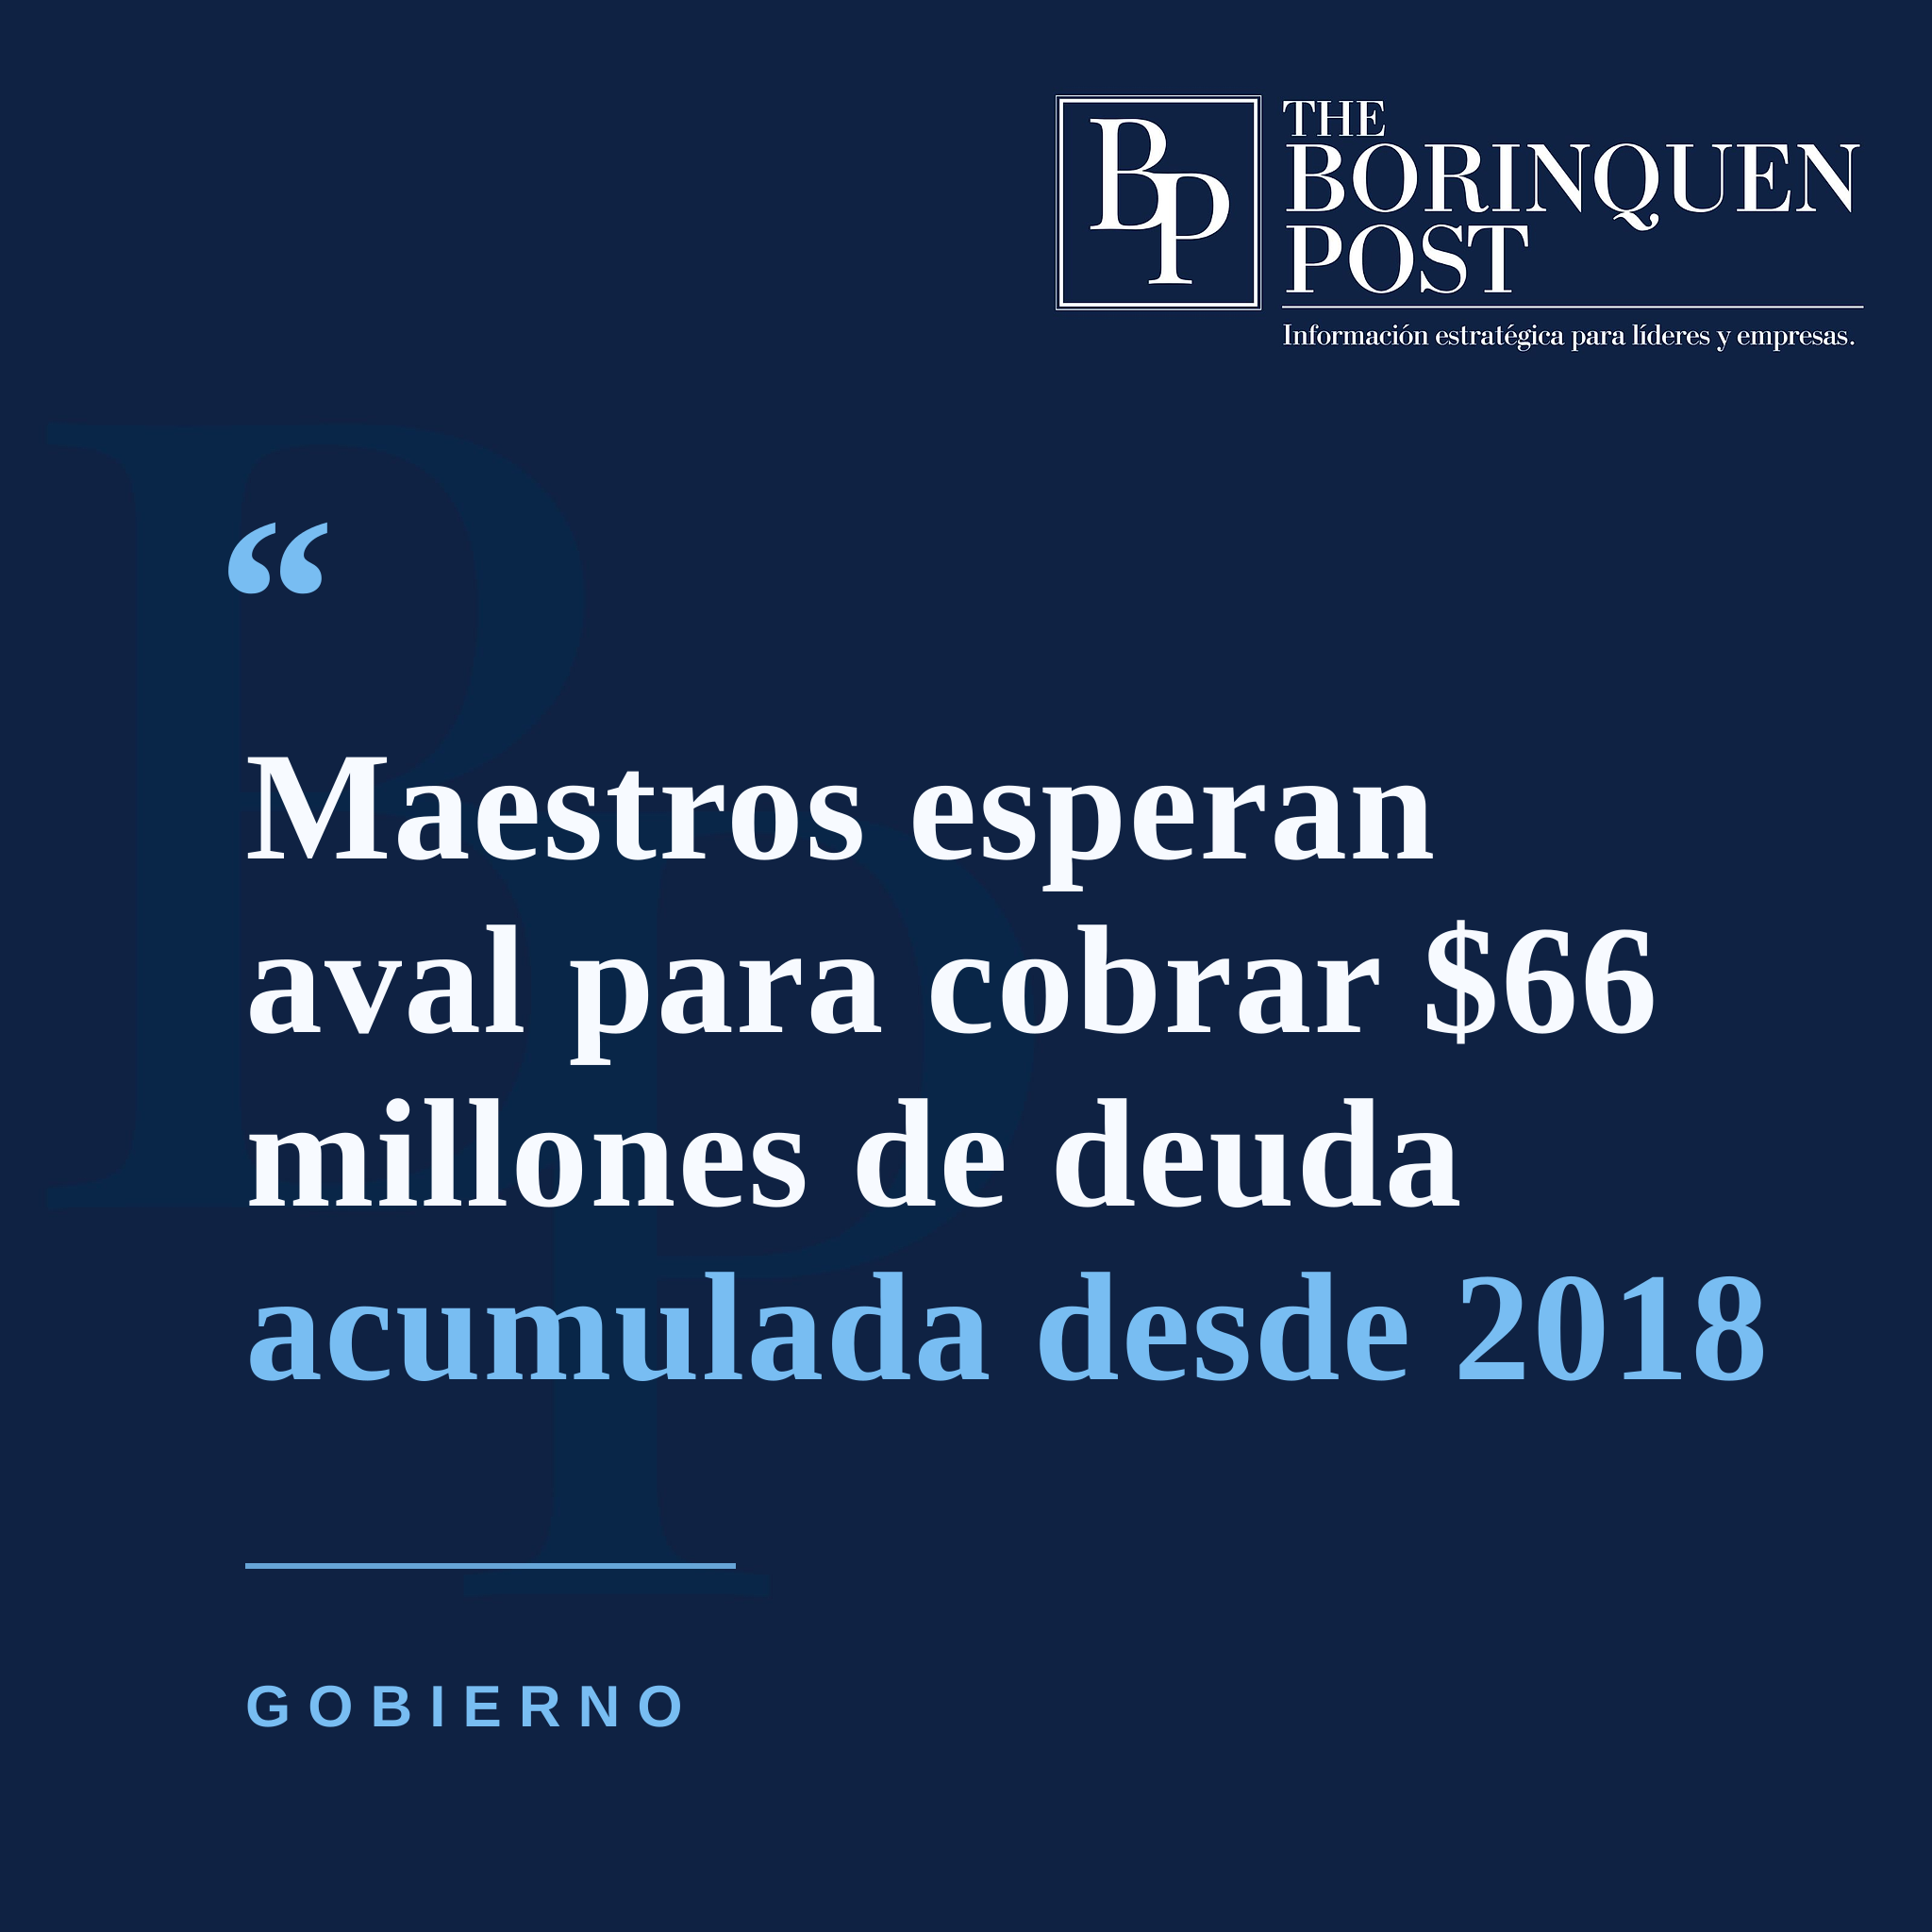 BP
THE
BORINQUEN
POST
Información estratégica para líderes y empresas.
“
Maestros esperan
aval para cobrar $66
millones de deuda
acumulada desde 2018
GOBIERNO